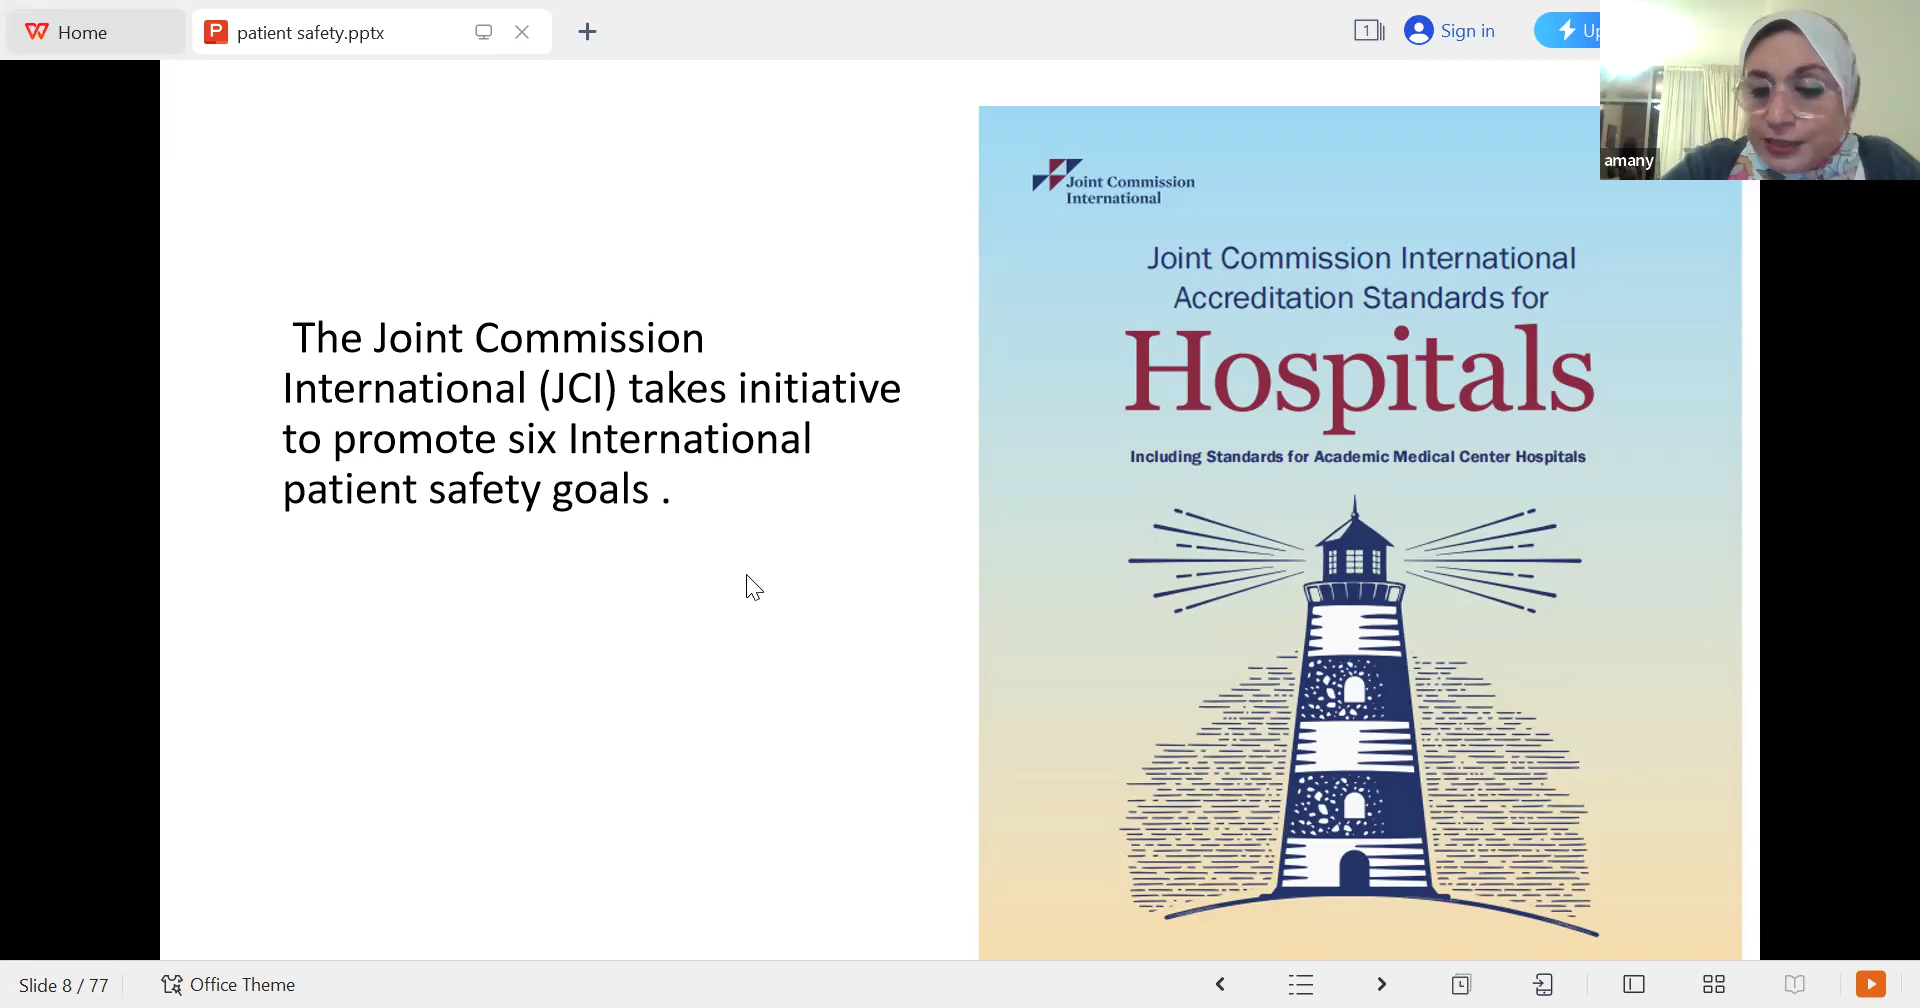 Home
patient safety.pptx
1
Sign in
amany
Joint Commission
International
Joint Commission International
Accreditation Standards for
Hospitals
Including Standards for Academic Medical Center Hospitals
The Joint Commission
International (JCI) takes initiative
to promote six International
patient safety goals .
Slide 8 / 77
Office Theme